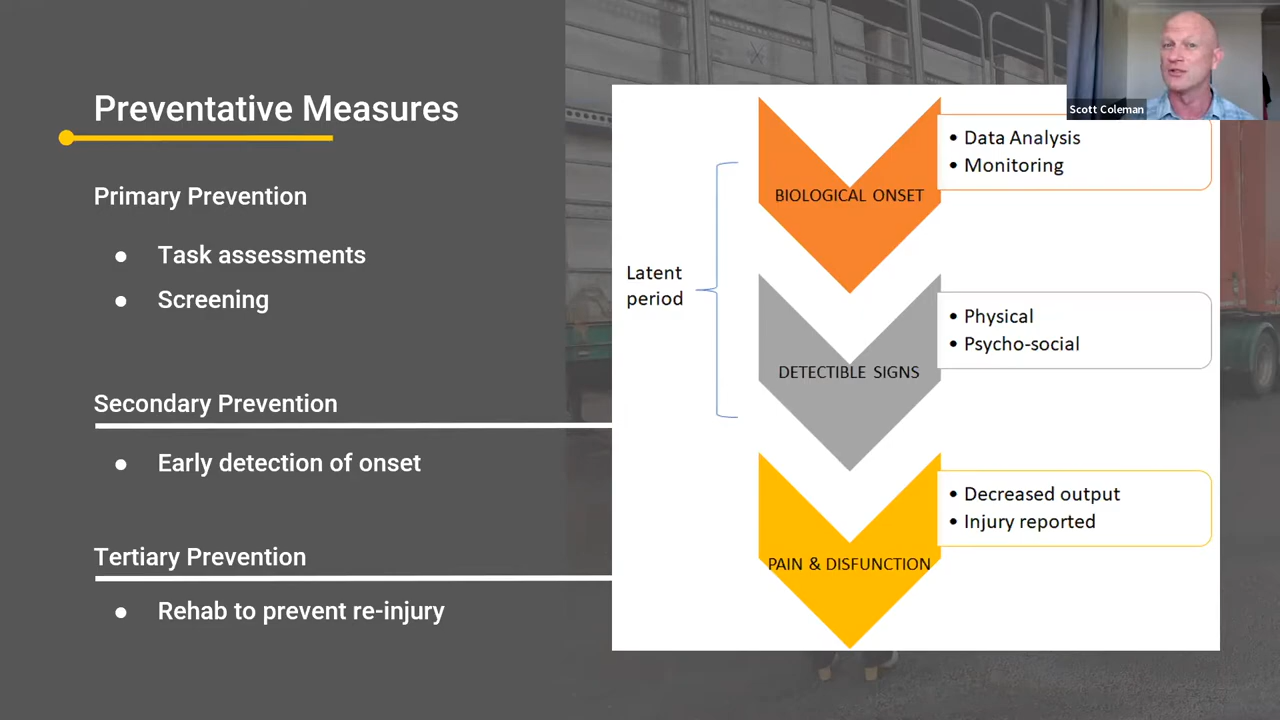 Preventative Measures
Primary Prevention
● Task assessments
● Screening
Secondary Prevention
● Early detection of onset
Tertiary Prevention
● Rehab to prevent re-injury
Latent
period
BIOLOGICAL ONSET
• Data Analysis
• Monitoring
DETECTIBLE SIGNS
• Physical
• Psycho-social
PAIN & DISFUNCTION
• Decreased output
• Injury reported
Scott Coleman